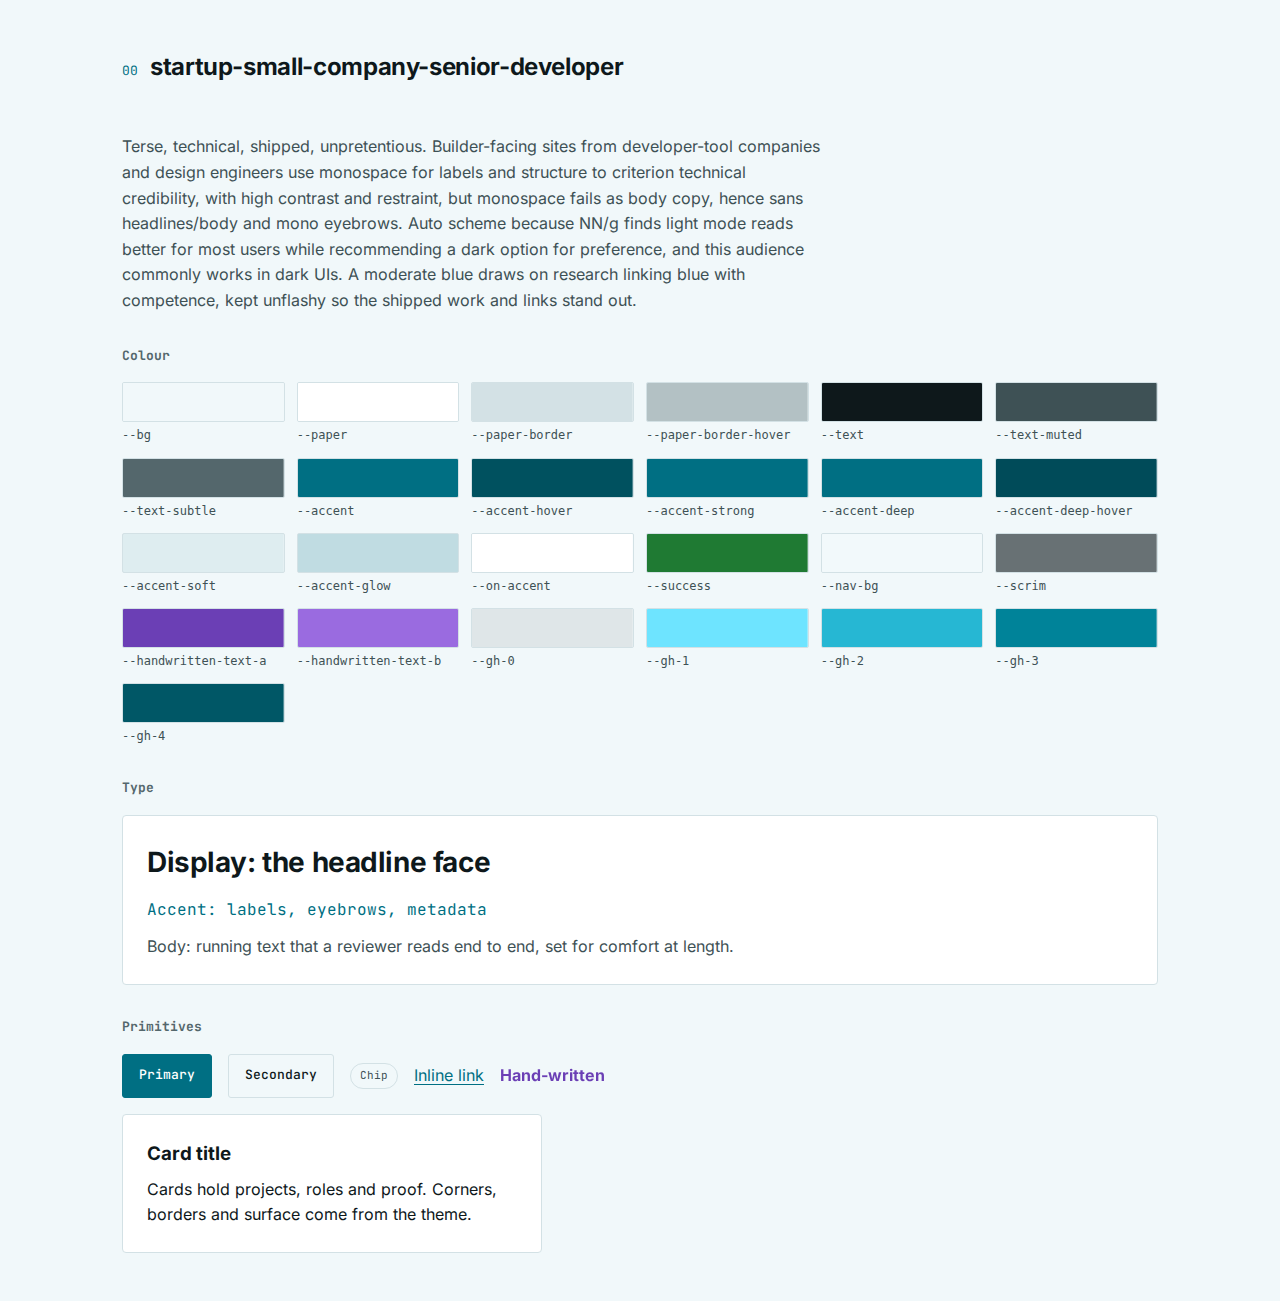 00 startup-small-company-senior-developer
Terse, technical, shipped, unpretentious. Builder-facing sites from developer-tool companies
and design engineers use monospace for labels and structure to criterion technical
credibility, with high contrast and restraint, but monospace fails as body copy, hence sans
headlines/body and mono eyebrows. Auto scheme because NN/g finds light mode reads
better for most users while recommending a dark option for preference, and this audience
commonly works in dark UIs. A moderate blue draws on research linking blue with
competence, kept unflashy so the shipped work and links stand out.
Colour
--bg --paper --paper-border --paper-border-hover --text --text-muted
--text-subtle --accent --accent-hover --accent-strong --accent-deep --accent-deep-hover
--accent-soft --accent-glow --on-accent --success --nav-bg --scrim
--handwritten-text-a --handwritten-text-b --gh-0 --gh-1 --gh-2 --gh-3
--gh-4
Type
Display: the headline face
Accent: labels, eyebrows, metadata
Body: running text that a reviewer reads end to end, set for comfort at length.
Primitives
Primary Secondary Chip Inline link Hand-written
Card title
Cards hold projects, roles and proof. Corners,
borders and surface come from the theme.